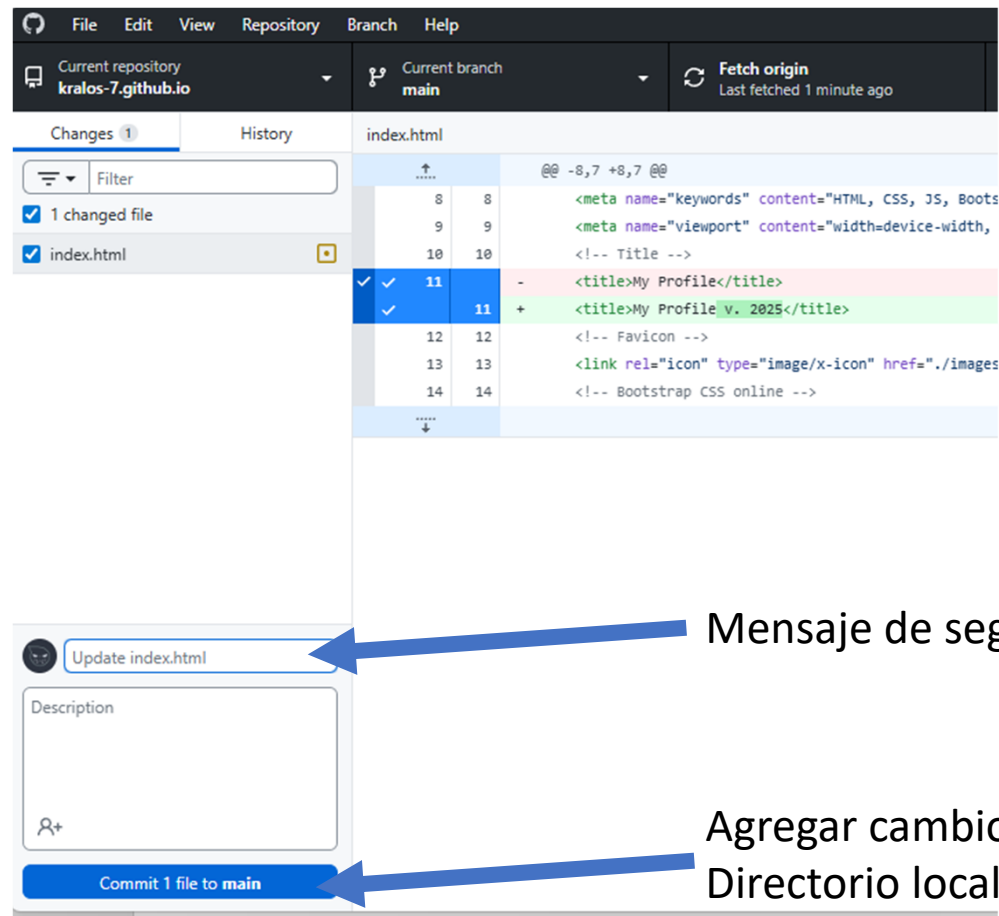 File Edit View Repository Branch Help
Current repository
kralos-7.github.io
Current branch
main
Fetch origin
Last fetched 1 minute ago
Changes 1 History
index.html
Filter
1 changed file
index.html
@@ -8,7 +8,7 @@
8 8 <meta name="keywords" content="HTML, CSS, JS, Boots
9 9 <meta name="viewport" content="width=device-width,
10 10 <!-- Title -->
11 - <title>My Profile</title>
11 + <title>My Profile v. 2025</title>
12 12 <!-- Favicon -->
13 13 <link rel="icon" type="image/x-icon" href="./images
14 14 <!-- Bootstrap CSS online -->
Mensaje de seg
Update index.html
Description
Agregar cambio
Directorio local
Commit 1 file to main